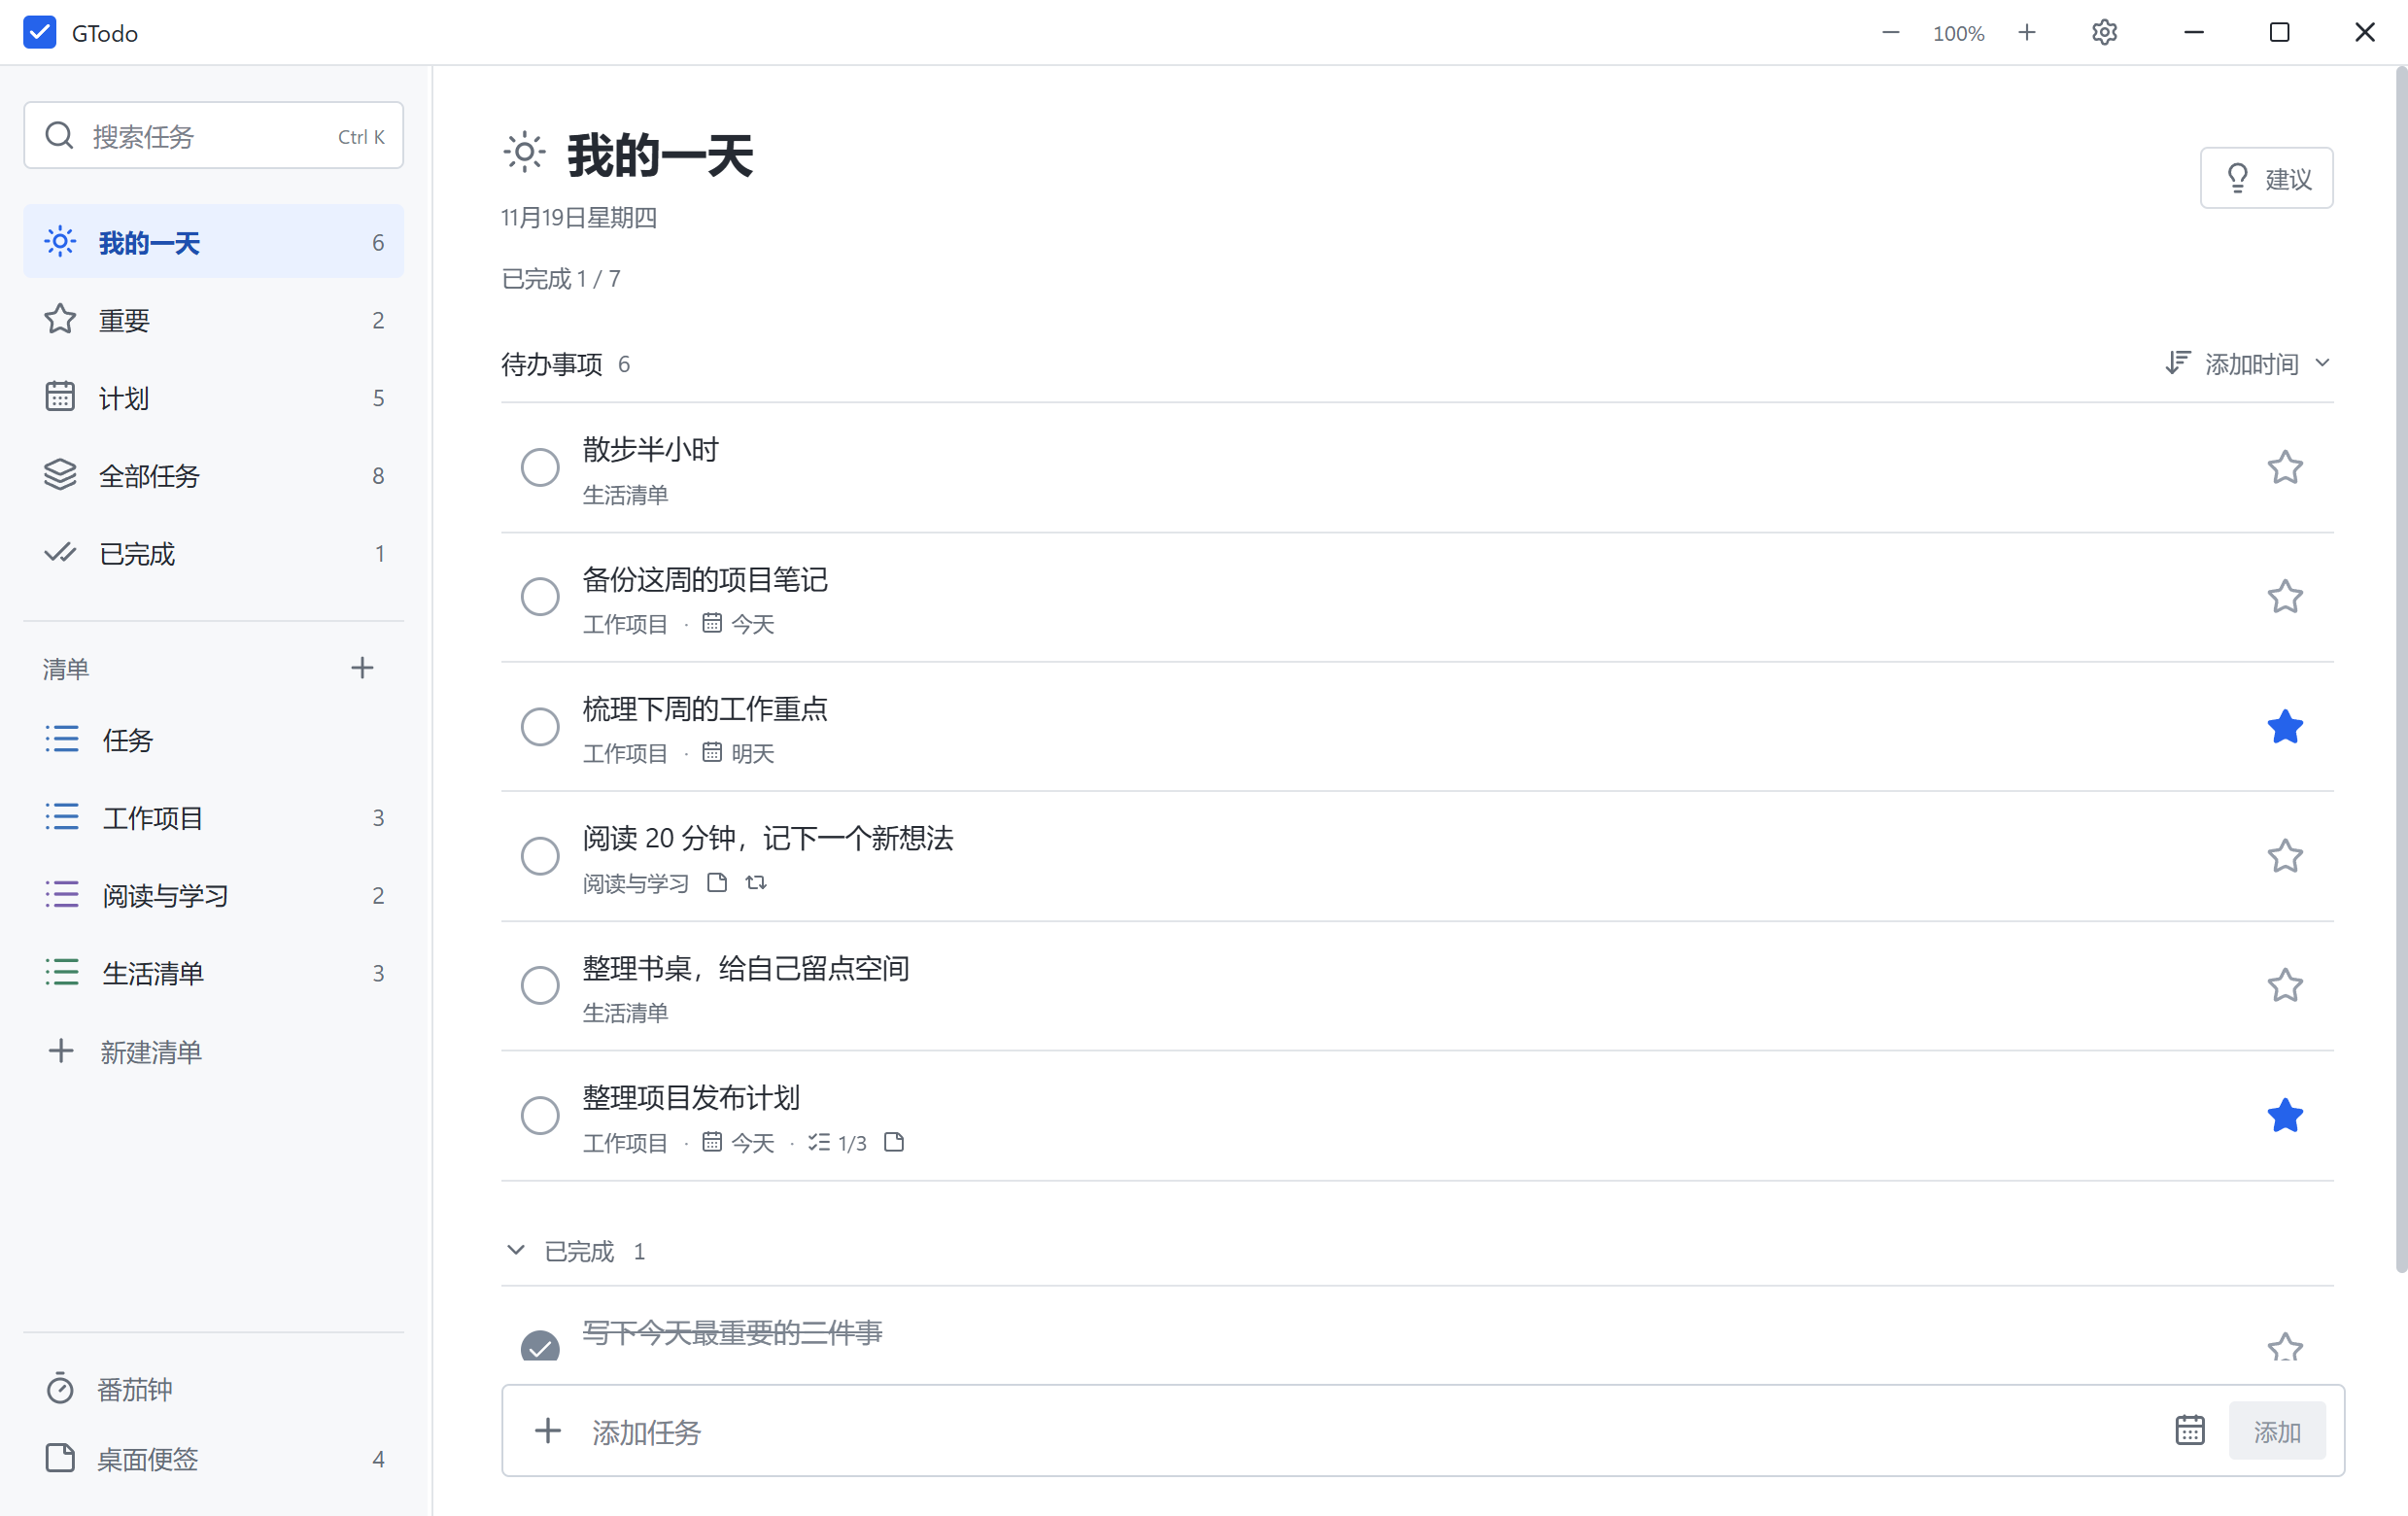 GTodo
100%
搜索任务 Ctrl K
我的一天 6
重要 2
计划 5
全部任务 8
已完成 1
清单
任务
工作项目 3
阅读与学习 2
生活清单 3
新建清单
番茄钟
桌面便签 4
我的一天
建议
11月19日星期四
已完成 1 / 7
待办事项 6
添加时间
散步半小时
生活清单
备份这周的项目笔记
工作项目 · 今天
梳理下周的工作重点
工作项目 · 明天
阅读 20 分钟，记下一个新想法
阅读与学习
整理书桌，给自己留点空间
生活清单
整理项目发布计划
工作项目 · 今天 · 1/3
已完成 1
写下今天最重要的三件事
添加任务
添加